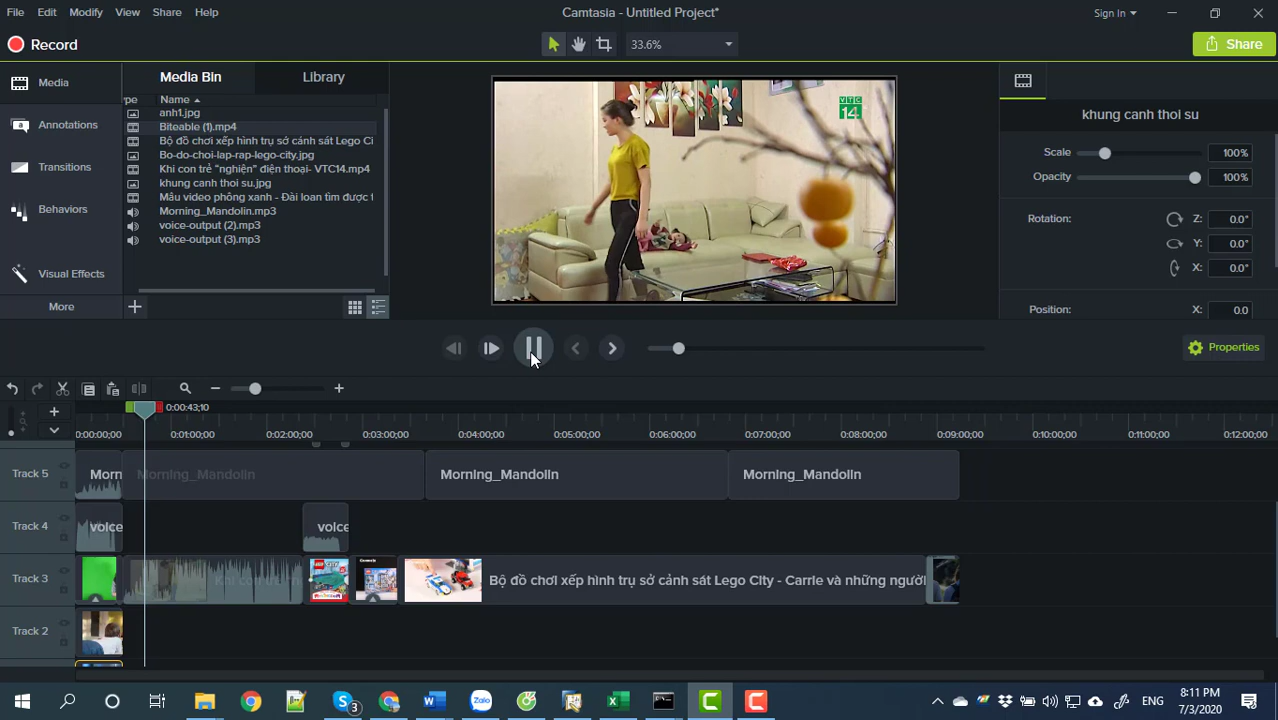 File Edit Modify View Share Help
Camtasia - Untitled Project*
Sign In
Record
33.6%
Share
Media
Annotations
Transitions
Behaviors
Visual Effects
More
Media Bin
Library
ype Name
anh1.jpg
Biteable (1).mp4
Bộ đồ chơi xếp hình trụ sở cảnh sát Lego Ci
Bo-do-choi-lap-rap-lego-city.jpg
Khi con trẻ "nghiện" điện thoại- VTC14.mp4
khung canh thoi su.jpg
Mẫu video phông xanh - Đài loan tìm được t
Morning_Mandolin.mp3
voice-output (2).mp3
voice-output (3).mp3
VTC
14
khung canh thoi su
Scale 100%
Opacity 100%
Rotation: Z: 0.0°
Y: 0.0°
X: 0.0°
Position: X: 0.0
Properties
0:00:43;10
0:00:00;00 0:01:00;00 0:02:00;00 0:03:00;00 0:04:00;00 0:05:00;00 0:06:00;00 0:07:00;00 0:08:00;00 0:09:00;00 0:10:00;00 0:11:00;00 0:12:00;00
Track 5 Morn Morning_Mandolin Morning_Mandolin Morning_Mandolin
Track 4 voice voice
Track 3 Khi con Bộ đồ chơi xếp hình trụ sở cảnh sát Lego City - Carrie và những người
Track 2
3
ENG
8:11 PM
7/3/2020